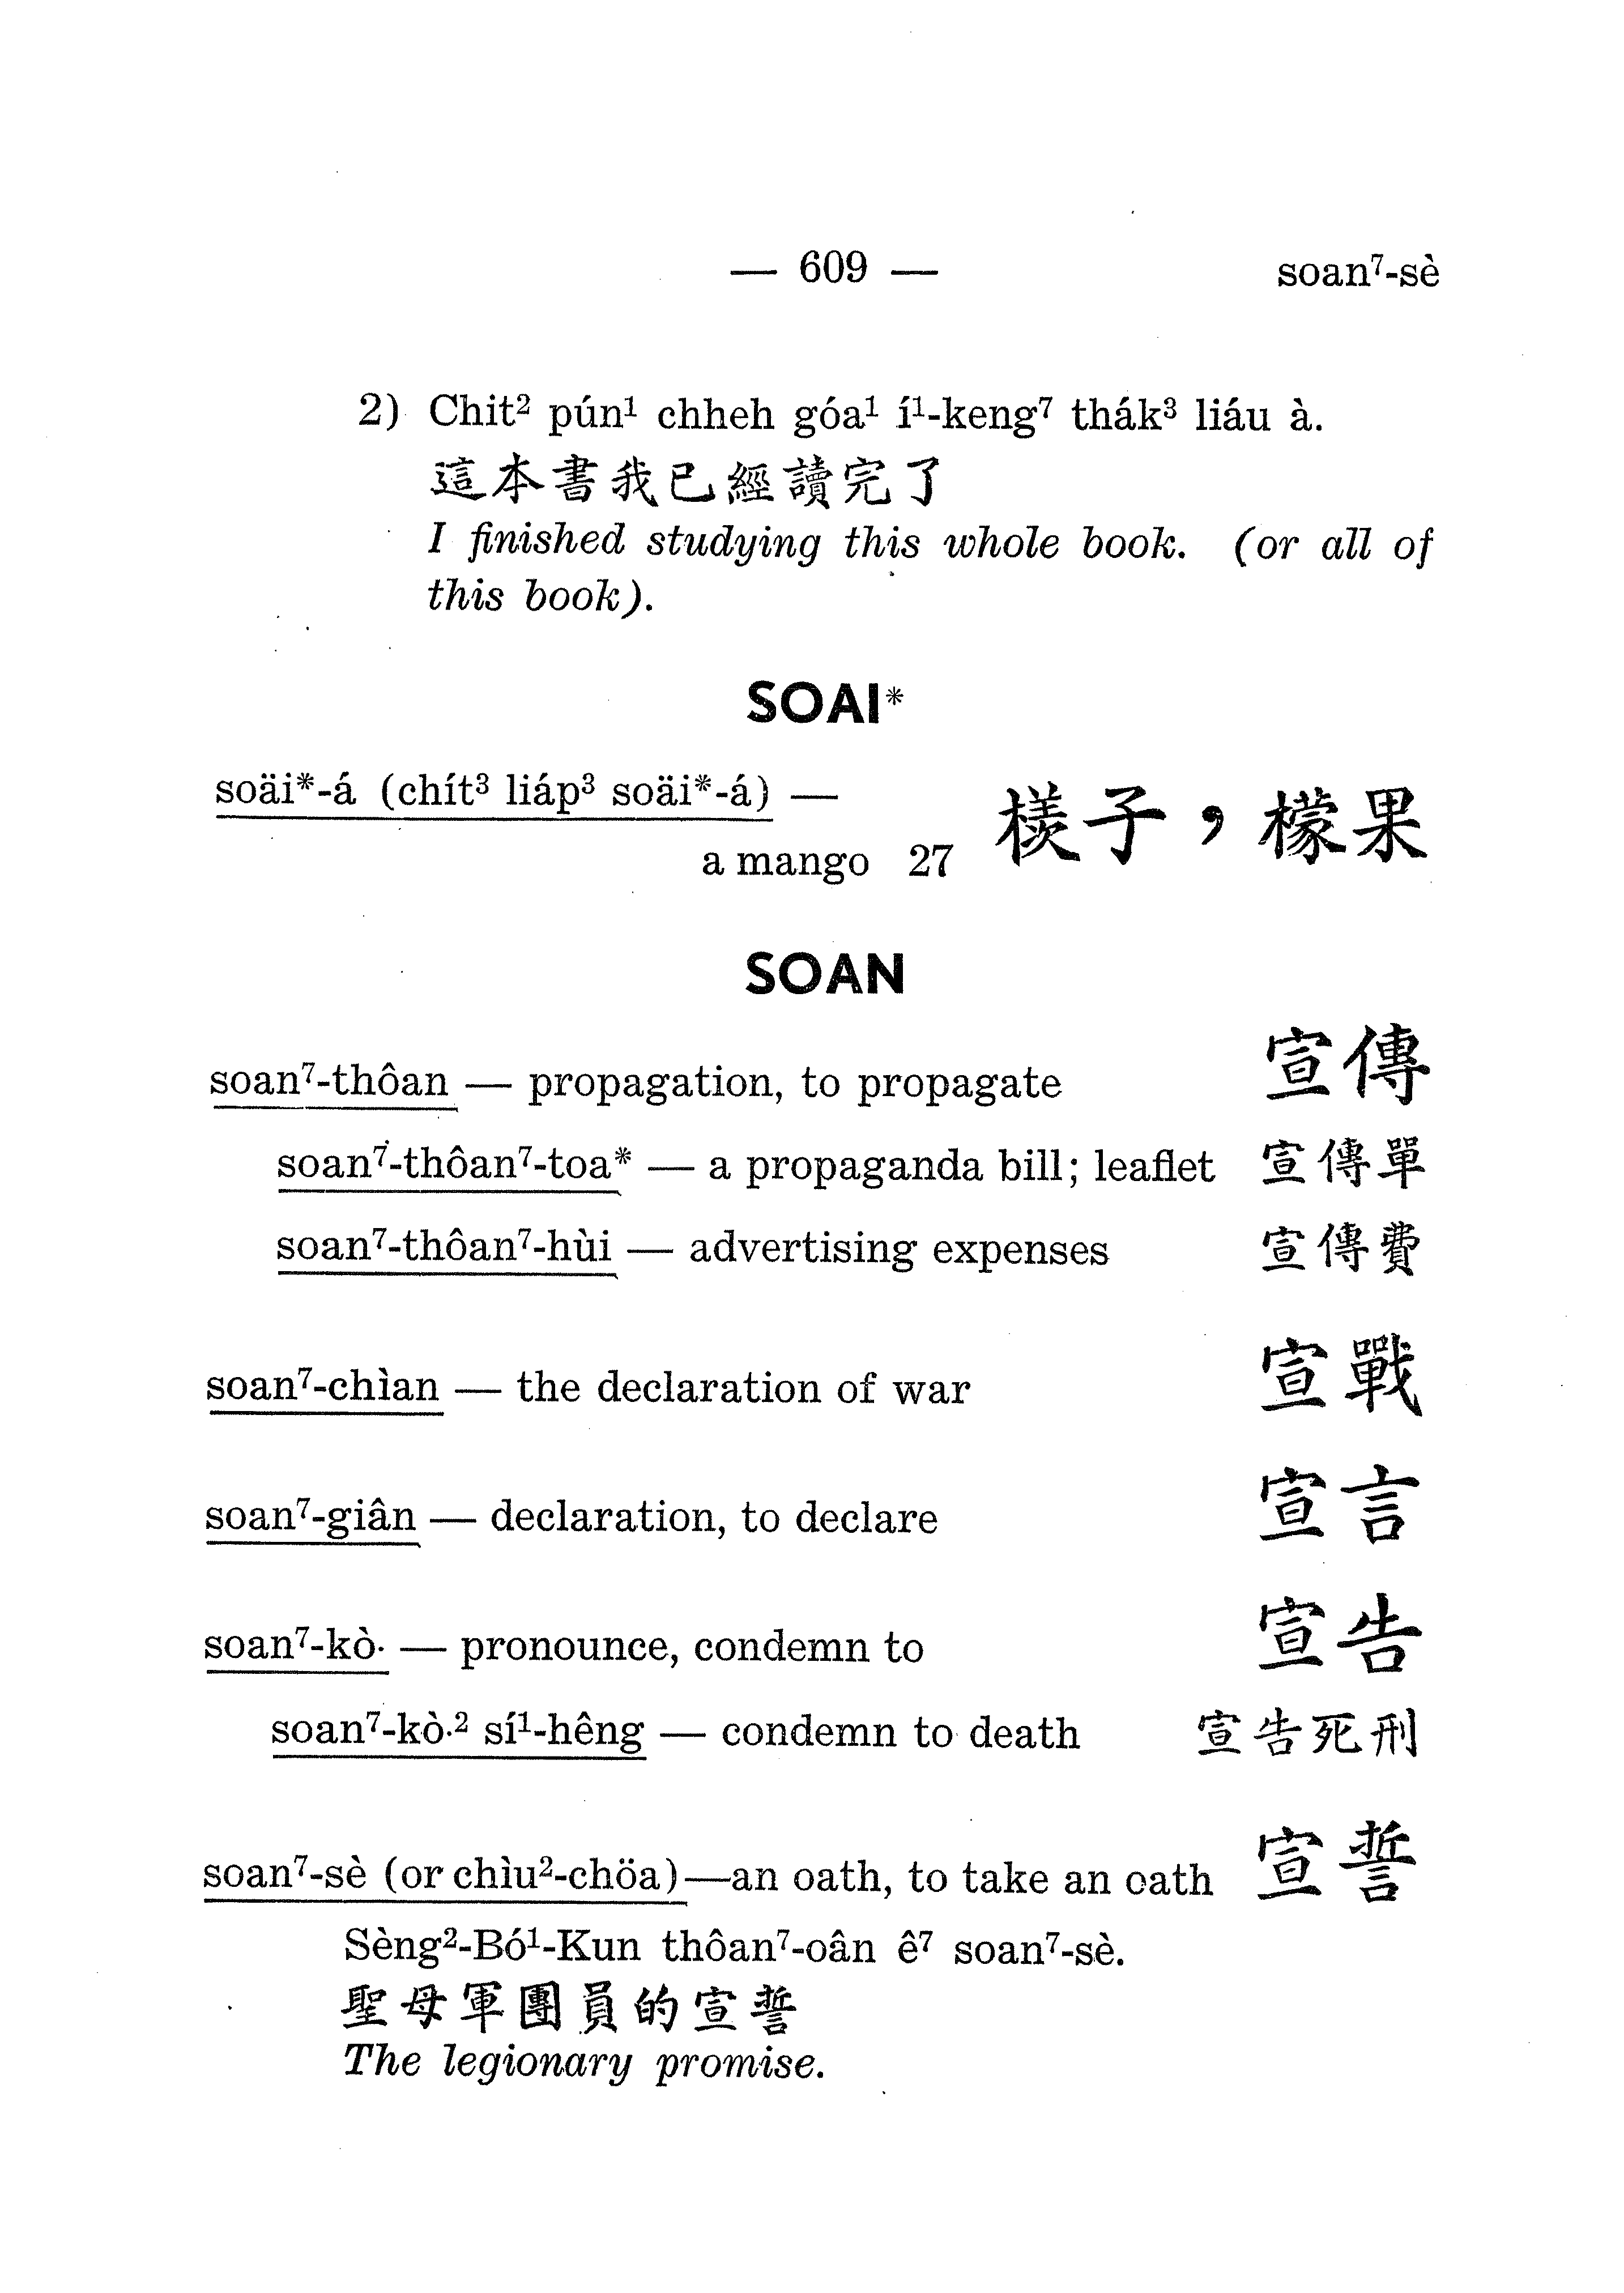 — 609 —
soan⁷-sè
2) Chit² pún¹ chheh góa¹ í¹-keng⁷ thák³ liáu à.
這本書我已經讀完了
I finished studying this whole book. (or all of
this book).
SOAI*
soäi*-á (chít³ liáp³ soäi*-á) —
a mango 27 檨子，檬果
SOAN
soan⁷-thôan — propagation, to propagate 宣傳
soan⁷-thôan⁷-toa* — a propaganda bill; leaflet 宣傳單
soan⁷-thôan⁷-hùi — advertising expenses 宣傳費
soan⁷-chìan — the declaration of war 宣戰
soan⁷-giân — declaration, to declare 宣言
soan⁷-kò· — pronounce, condemn to 宣告
soan⁷-kò·² sí¹-hêng — condemn to death 宣告死刑
soan⁷-sè (or chìu²-chöa)—an oath, to take an oath 宣誓
Sèng²-Bó¹-Kun thôan⁷-oân ê⁷ soan⁷-sè.
聖母軍團員的宣誓
The legionary promise.